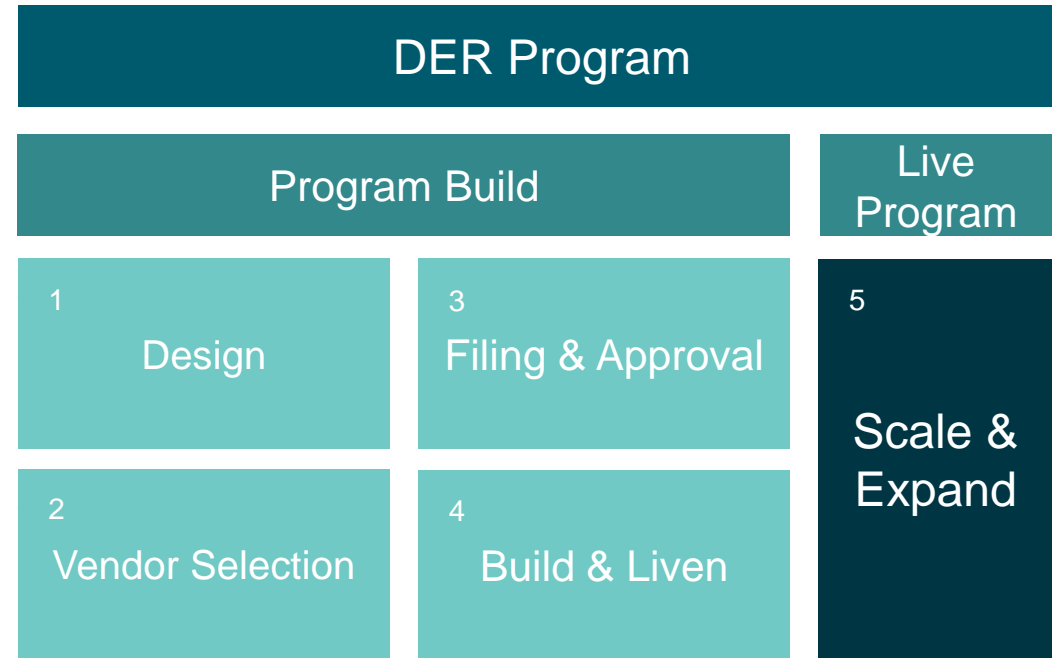 DER Program
Program Build
Live
Program
1
Design
2
Vendor Selection
3
Filing & Approval
4
Build & Liven
5
Scale &
Expand